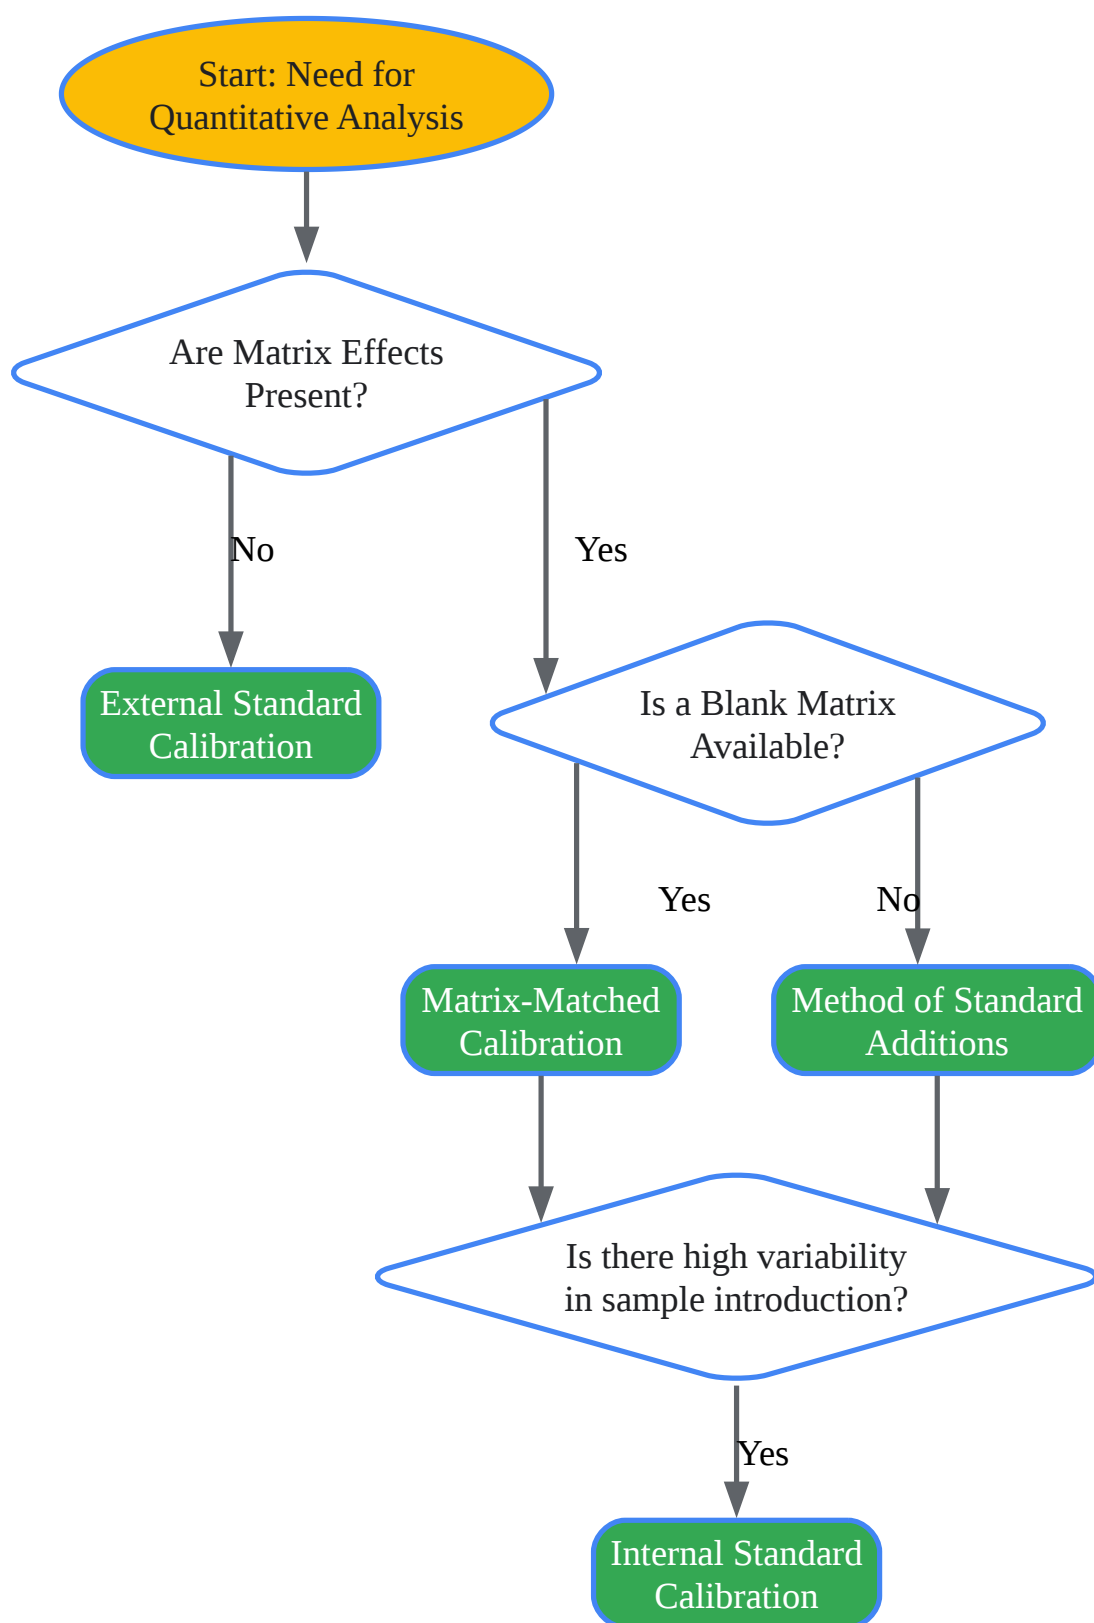 Start: Need for
Quantitative Analysis
Are Matrix Effects
Present?
No
Yes
External Standard
Calibration
Is a Blank Matrix
Available?
Yes
No
Matrix-Matched
Calibration
Method of Standard
Additions
Is there high variability
in sample introduction?
Yes
Internal Standard
Calibration